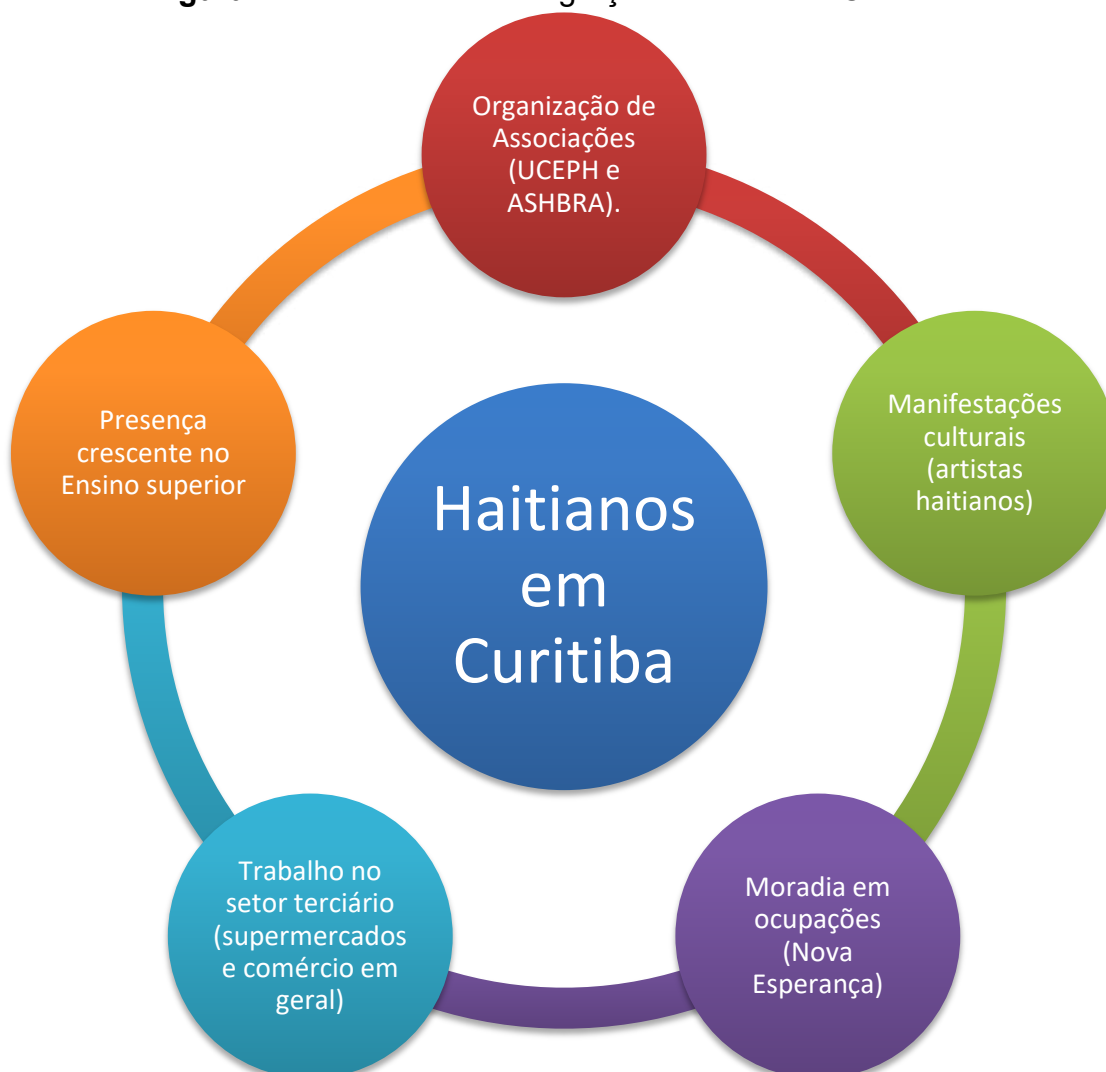 Organização de
Associações
(UCEPH e
ASHBRA).
Manifestações
culturais
(artistas
haitianos)
Moradia em
ocupações
(Nova
Esperança)
Trabalho no
setor terciário
(supermercados
e comércio em
geral)
Presença
crescente no
Ensino superior
Haitianos
em
Curitiba